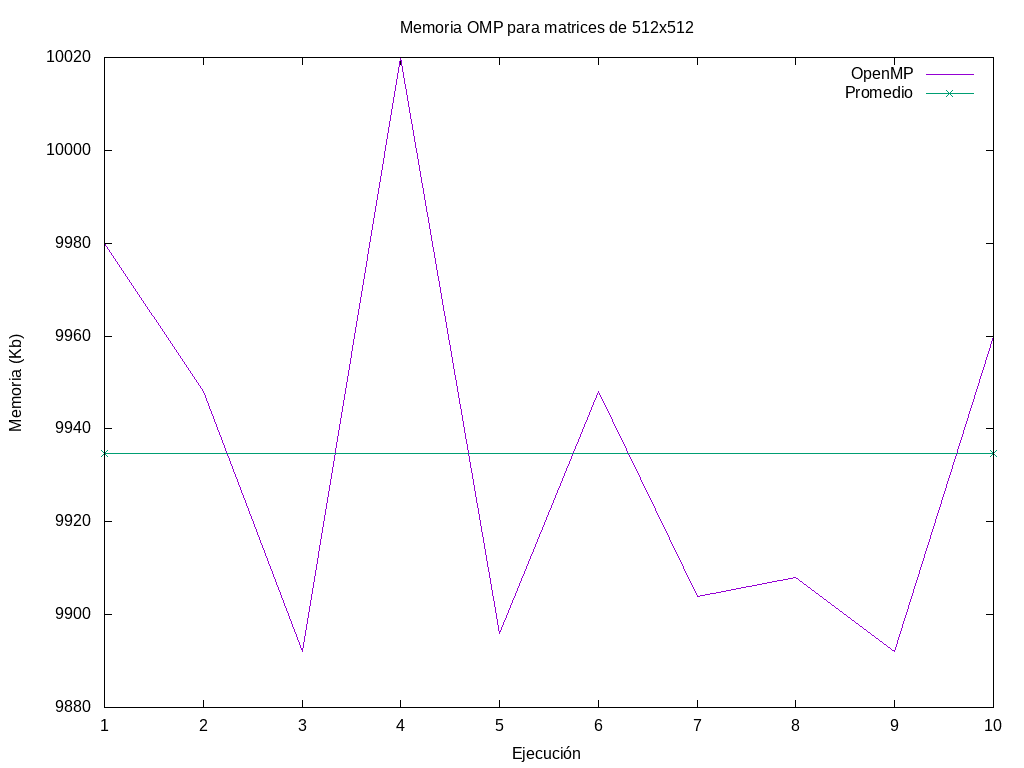 Memoria OMP para matrices de 512x512
OpenMP
Promedio
10020
10000
9980
9960
9940
9920
9900
9880
Memoria (Kb)
1 2 3 4 5 6 7 8 9 10
Ejecución